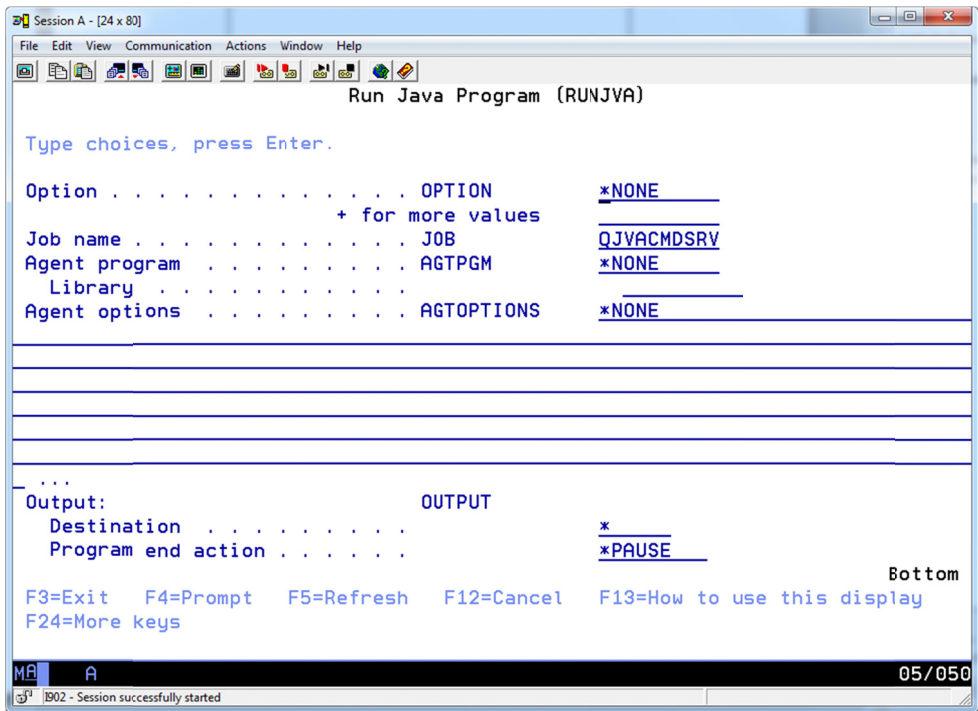 Session A - [24 x 80]
File Edit View Communication Actions Window Help
Run Java Program (RUNJVA)
Type choices, press Enter.
Option . . . . . . . . . . . . . OPTION *NONE
+ for more values
Job name . . . . . . . . . . . . JOB QJVACMDSRV
Agent program . . . . . . . . . AGTPGM *NONE
Library . . . . . . . . . . .
Agent options . . . . . . . . . AGTOPTIONS *NONE
...
Output: OUTPUT
Destination . . . . . . . . . *
Program end action . . . . . . *PAUSE
Bottom
F3=Exit F4=Prompt F5=Refresh F12=Cancel F13=How to use this display
F24=More keys
MA A 05/050
I902 - Session successfully started